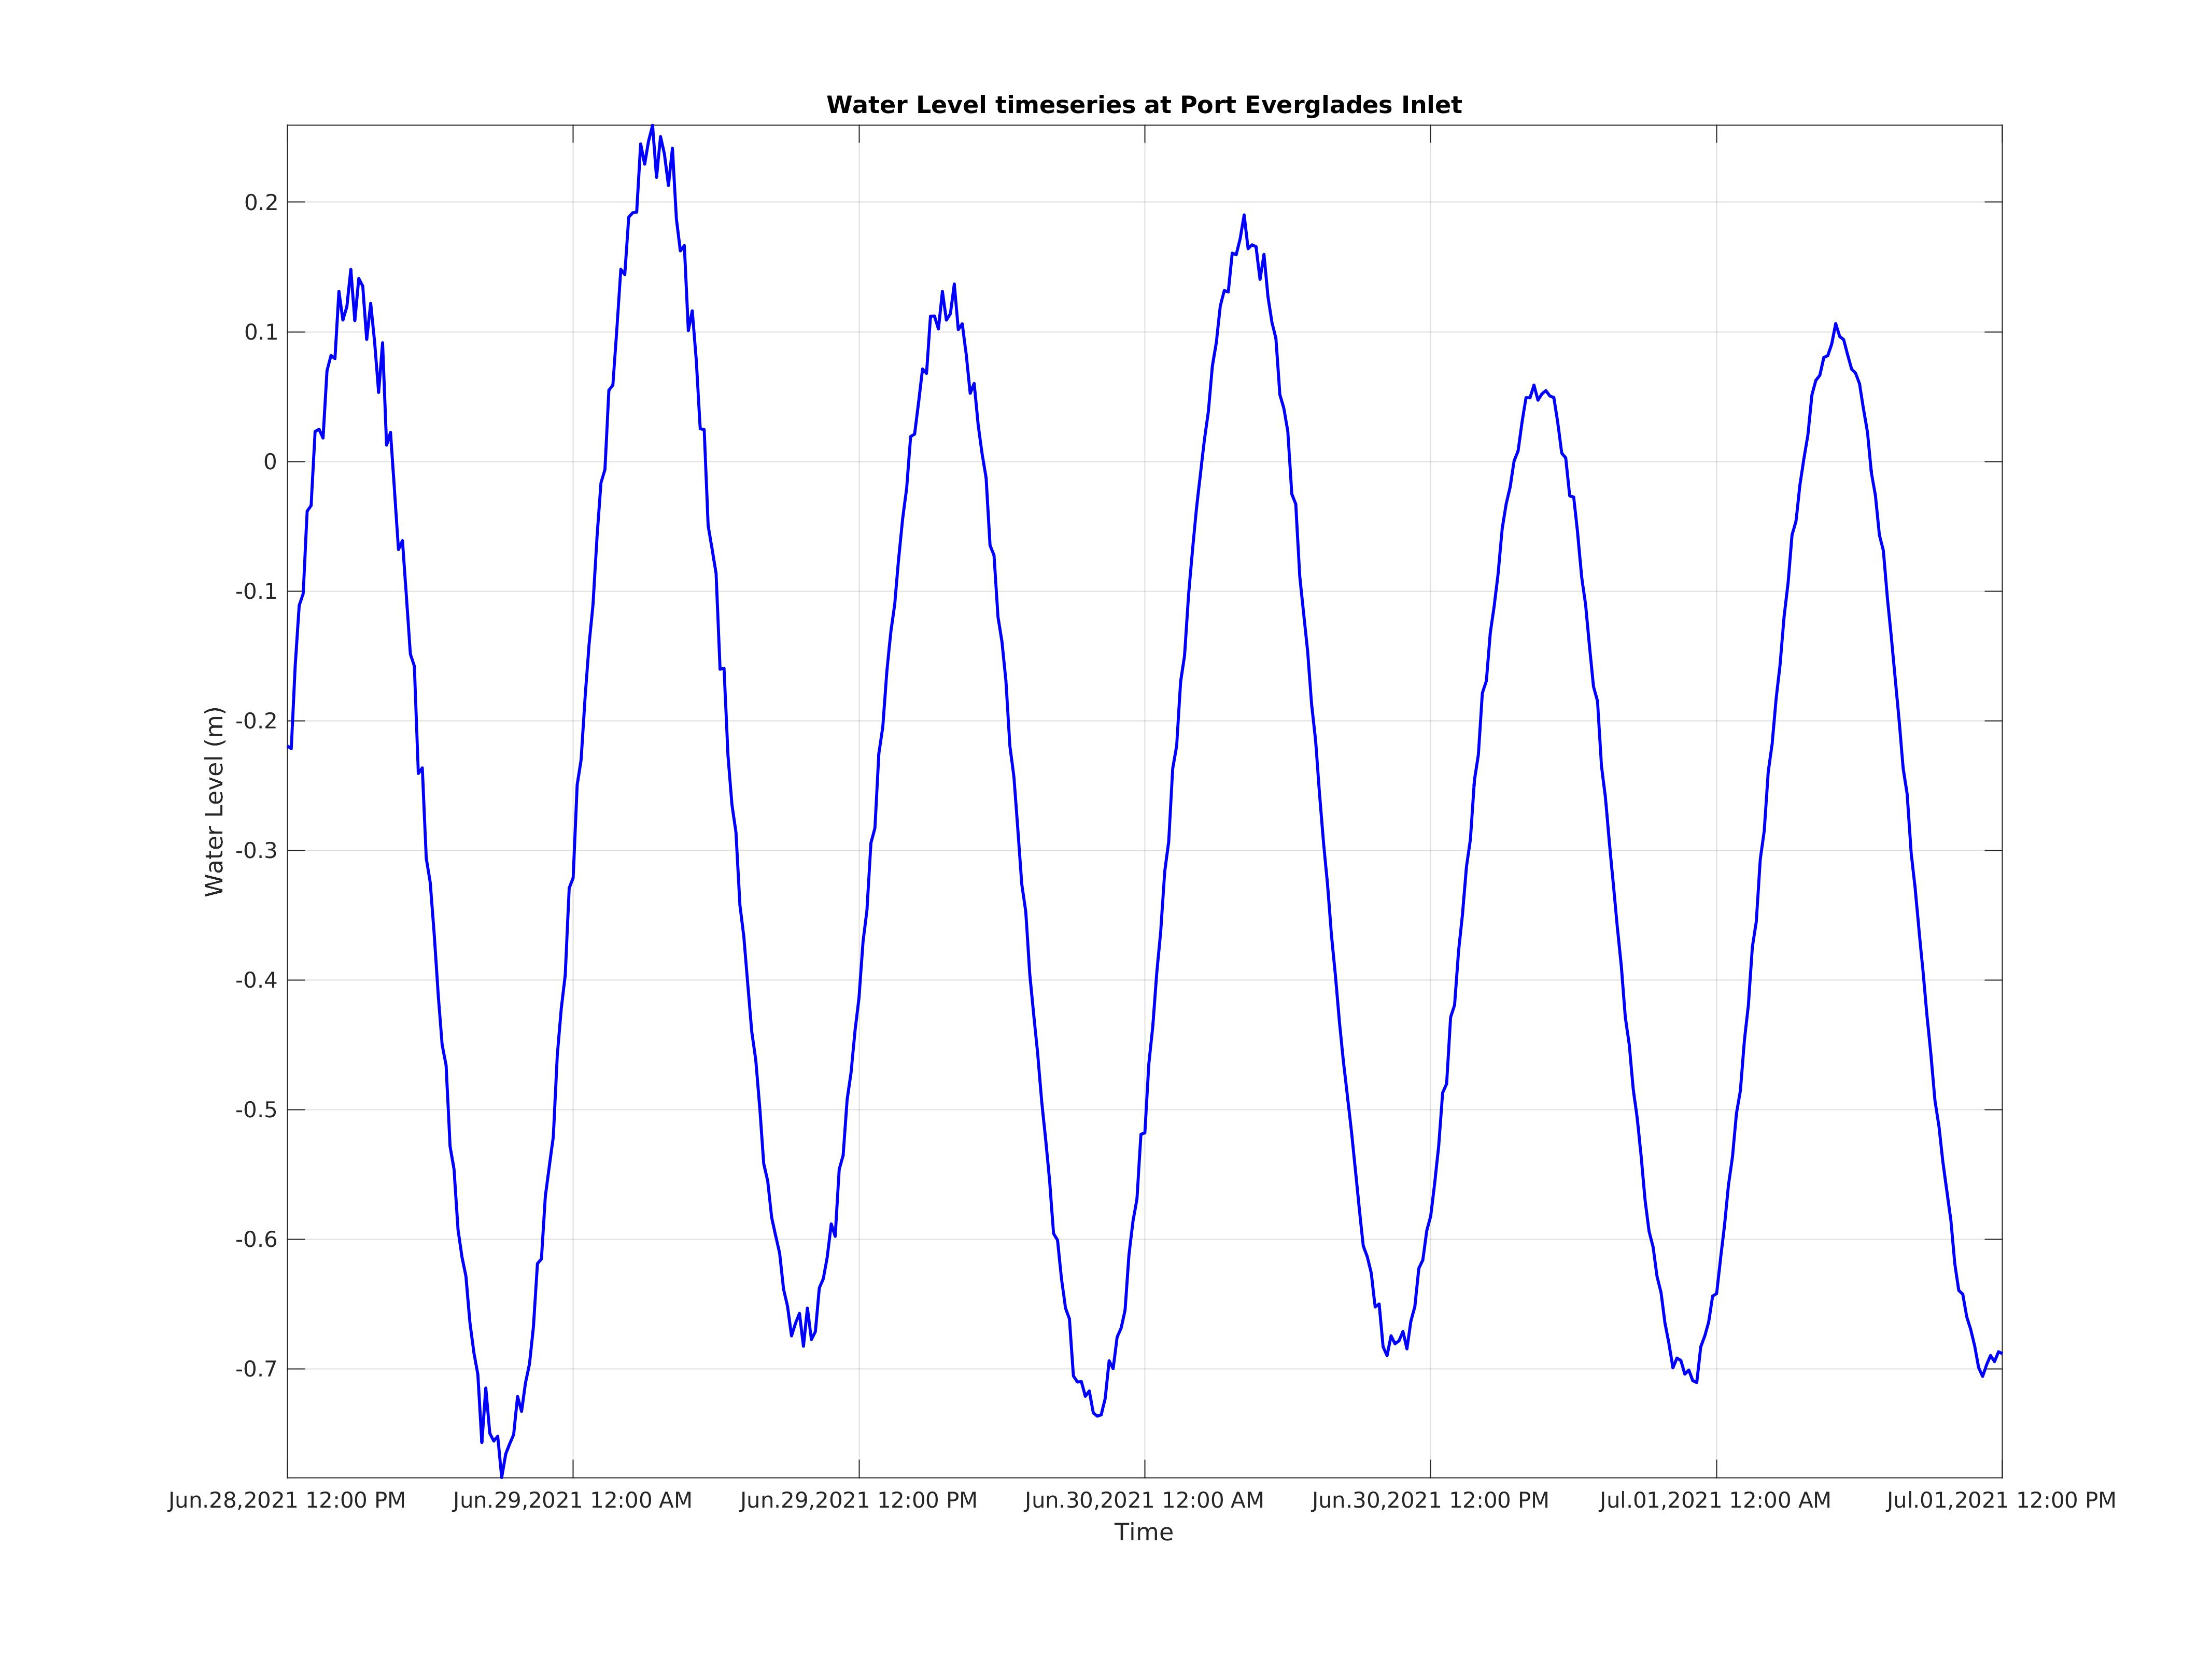 Water Level timeseries at Port Everglades Inlet
0.2
0.1
0
-0.1
-0.2
-0.3
-0.4
-0.5
-0.6
-0.7
Water Level (m)
Jun.28,2021 12:00 PM
Jun.29,2021 12:00 AM
Jun.29,2021 12:00 PM
Jun.30,2021 12:00 AM
Jun.30,2021 12:00 PM
Jul.01,2021 12:00 AM
Jul.01,2021 12:00 PM
Time